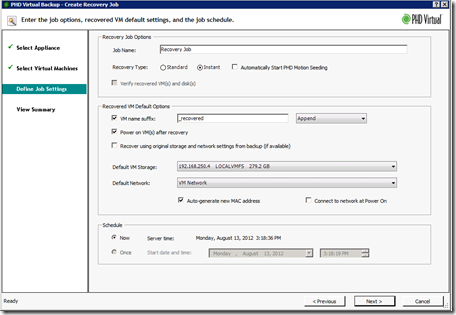 PHD Virtual Backup - Create Recovery Job
Enter the job options, recovered VM default settings, and the job schedule.
PHD Virtual
Select Appliance
Select Virtual Machines
Define Job Settings
View Summary
Recovery Job Options
Job Name: Recovery Job
Recovery Type: Standard Instant Automatically Start PHD Motion Seeding
Verify recovered VM(s) and disk(s)
Recovered VM Default Options
VM name suffix: _recovered Append
Power on VM(s) after recovery
Recover using original storage and network settings from backup (if available)
Default VM Storage: 192.168.250.4 LOCALVMFS 279.2 GB
Default Network: VM Network
Auto-generate new MAC address Connect to network at Power On
Schedule
Now Server time: Monday, August 13, 2012 3:18:36 PM
Once Start date and time: Monday , August 13, 2012 3:18:19 PM
Ready
< Previous Next > Cancel